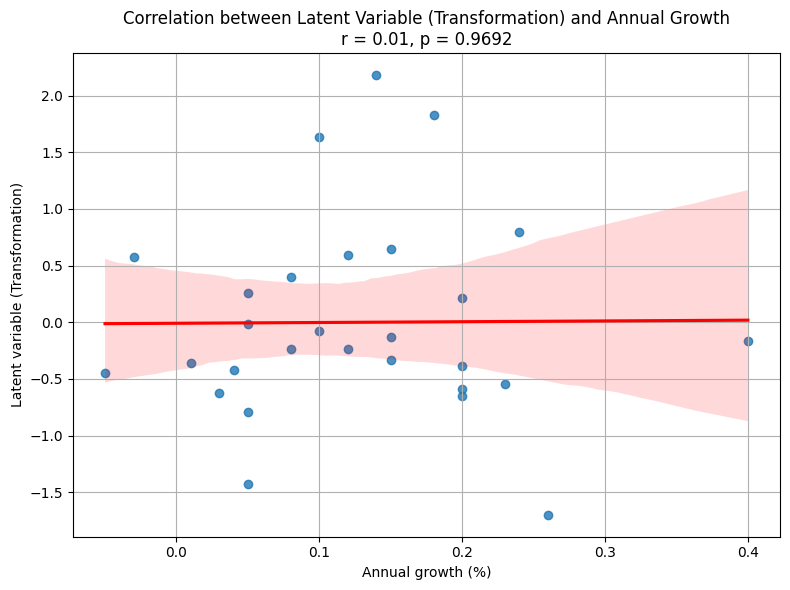 Correlation between Latent Variable (Transformation) and Annual Growth
r = 0.01, p = 0.9692
Latent variable (Transformation)
2.0
1.5
1.0
0.5
0.0
−0.5
−1.0
−1.5
0.0 0.1 0.2 0.3 0.4
Annual growth (%)